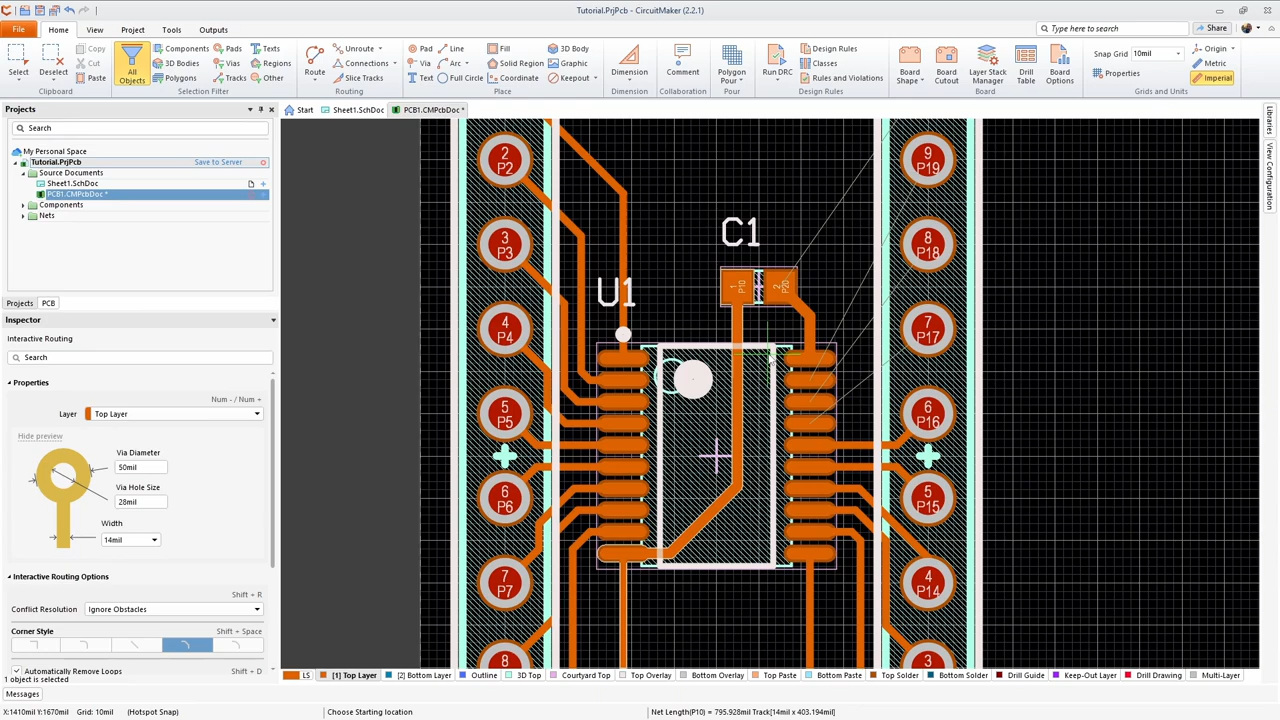 Tutorial.PrjPcb - CircuitMaker (2.2.1)
File Home View Project Tools Outputs
Type here to search Share
Select Deselect Copy Cut Paste Clipboard
All Objects Components 3D Bodies Polygons Pads Vias Tracks Texts Regions Other Selection Filter
Route Unroute Connections Slice Tracks Routing
Pad Via Text Line Arc Full Circle Fill Solid Region Coordinate 3D Body Graphic Keepout Place
Dimension Dimension
Comment Collaboration
Polygon Pour Pour
Run DRC Design Rules Classes Rules and Violations Design Rules
Board Shape Board Cutout Layer Stack Manager Drill Table Board Options Board
Snap Grid 10mil Properties Origin Metric Imperial Grids and Units
Projects
Search
My Personal Space
Tutorial.PrjPcb Save to Server
Source Documents
Sheet1.SchDoc
PCB1.CMPcbDoc *
Components
Nets
Projects PCB
Inspector
Interactive Routing
Search
Properties
Num - / Num +
Layer Top Layer
Hide preview
Via Diameter
50mil
Via Hole Size
28mil
Width
14mil
Interactive Routing Options
Shift + R
Conflict Resolution Ignore Obstacles
Corner Style Shift + Space
Automatically Remove Loops Shift + D
1 object is selected
Start Sheet1.SchDoc PCB1.CMPcbDoc *
2
P2
3
P3
4
P4
5
P5
6
P6
7
P7
8
U1
C1
1
P10
2
P20
9
P19
8
P18
7
P17
6
P16
5
P15
4
P14
3
Libraries
View Configuration
LS [1] Top Layer [2] Bottom Layer Outline 3D Top Courtyard Top Top Overlay Bottom Overlay Top Paste Bottom Paste Top Solder Bottom Solder Drill Guide Keep-Out Layer Drill Drawing Multi-Layer
Messages
X:1410mil Y:1670mil Grid: 10mil (Hotspot Snap) Choose Starting location Net Length(P10) = 795.928mil Track[14mil x 403.194mil]